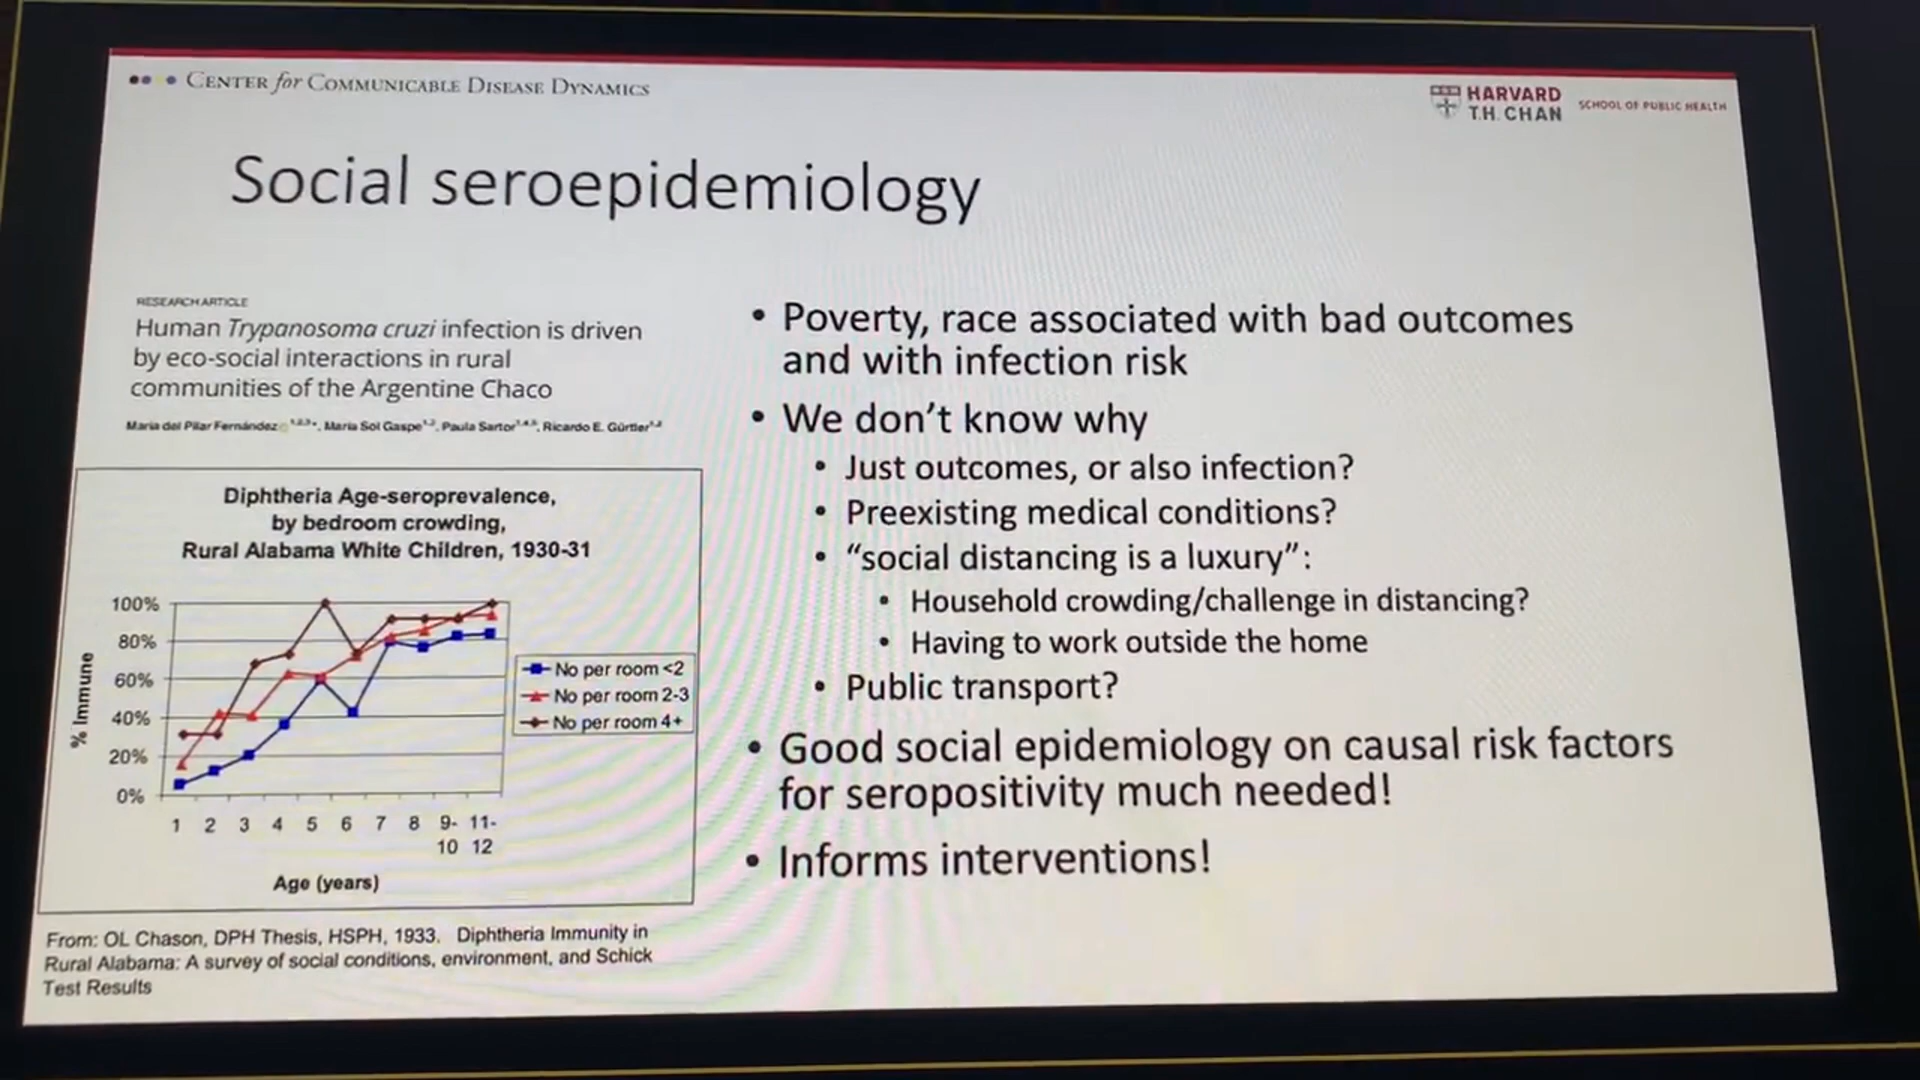 CENTER for COMMUNICABLE DISEASE DYNAMICS
HARVARD
T.H. CHAN
SCHOOL OF PUBLIC HEALTH
Social seroepidemiology
RESEARCH ARTICLE
Human Trypanosoma cruzi infection is driven
by eco-social interactions in rural
communities of the Argentine Chaco
María del Pilar Fernández, María Sol Gaspe, Paula Sartor, Ricardo E. Gürtler
Diphtheria Age-seroprevalence,
by bedroom crowding,
Rural Alabama White Children, 1930-31
% Immune
100%
80%
60%
40%
20%
0%
1 2 3 4 5 6 7 8 9- 11-
10 12
Age (years)
No per room <2
No per room 2-3
No per room 4+
From: OL Chason, DPH Thesis, HSPH, 1933. Diphtheria Immunity in
Rural Alabama: A survey of social conditions, environment, and Schick
Test Results
• Poverty, race associated with bad outcomes
and with infection risk
• We don't know why
• Just outcomes, or also infection?
• Preexisting medical conditions?
• "social distancing is a luxury":
• Household crowding/challenge in distancing?
• Having to work outside the home
• Public transport?
• Good social epidemiology on causal risk factors
for seropositivity much needed!
• Informs interventions!